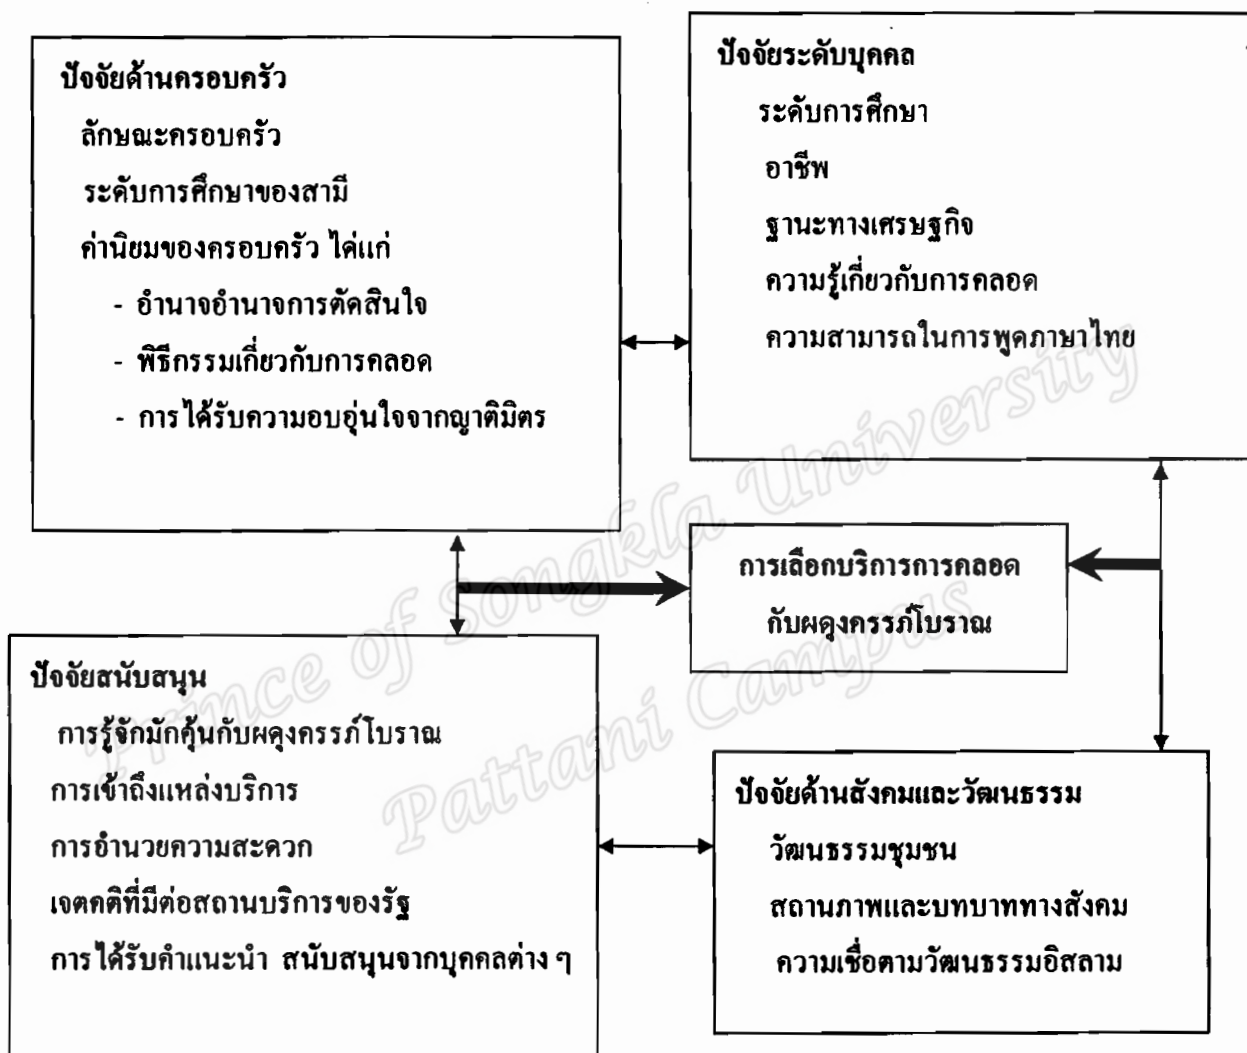 ปัจจัยด้านครอบครัว
ลักษณะครอบครัว
ระดับการศึกษาของสามี
ค่านิยมของครอบครัว ได้แก่
- อำนาจอำนาจการตัดสินใจ
- พิธีกรรมเกี่ยวกับการคลอด
- การได้รับความอบอุ่นใจจากญาติมิตร
ปัจจัยระดับบุคคล
ระดับการศึกษา
อาชีพ
ฐานะทางเศรษฐกิจ
ความรู้เกี่ยวกับการคลอด
ความสามารถในการพูดภาษาไทย
การเลือกบริการการคลอด
กับผดุงครรภ์โบราณ
ปัจจัยสนับสนุน
การรู้จักมักคุ้นกับผดุงครรภ์โบราณ
การเข้าถึงแหล่งบริการ
การอำนวยความสะดวก
เจตคติที่มีต่อสถานบริการของรัฐ
การได้รับคำแนะนำ สนับสนุนจากบุคคลต่าง ๆ
ปัจจัยด้านสังคมและวัฒนธรรม
วัฒนธรรมชุมชน
สถานภาพและบทบาททางสังคม
ความเชื่อตามวัฒนธรรมอิสลาม
Prince of Songkla University
Pattani Campus